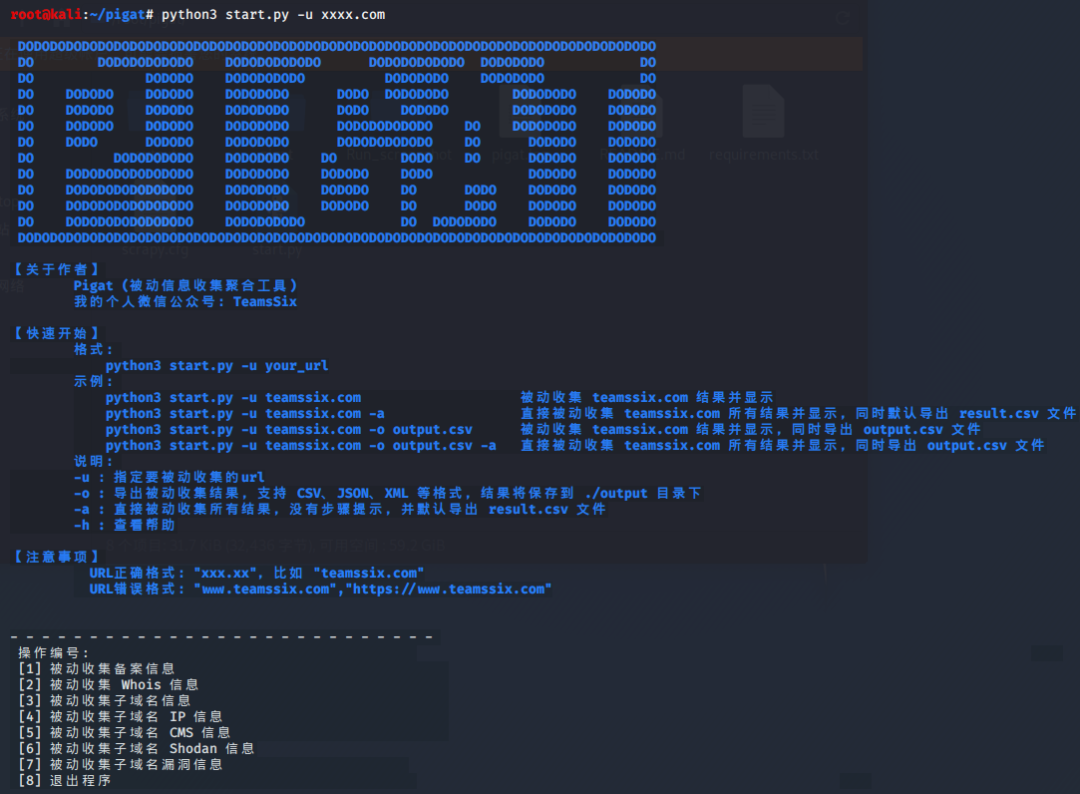 root@kali:~/pigat# python3 start.py -u xxxx.com
DODODODODODODODODODODODODODODODODODODODODODODODODODODODODODODODODODODODODODODODO
DO        DODODODODODO    DODODODODODO      DODODODODODO  DODODODO            DO
DO              DODODO    DODODODODO          DODODODO    DODODODO            DO
DO    DODODO    DODODO    DODODODO      DODO  DODODODO        DODODODO    DODODO
DO    DODODO    DODODO    DODODODO      DODO    DODODO        DODODODO    DODODO
DO    DODODO    DODODO    DODODODO      DODODODODODO    DO    DODODODO    DODODO
DO    DODO      DODODO    DODODODO      DODODODODODO    DO      DODODO    DODODO
DO          DODODODODO    DODODODO    DO        DODO    DO      DODODO    DODODO
DO    DODODODODODODODO    DODODODO    DODODO    DODO            DODODO    DODODO
DO    DODODODODODODODO    DODODODO    DODODO    DO      DODO    DODODO    DODODO
DO    DODODODODODODODO    DODODODO    DODODO    DO      DODO    DODODO    DODODO
DO    DODODODODODODODO    DODODODODO            DO  DODODODO    DODODO    DODODO
DODODODODODODODODODODODODODODODODODODODODODODODODODODODODODODODODODODODODODODODO
【关于作者】
Pigat (被动信息收集聚合工具)
我的个人微信公众号: TeamsSix
【快速开始】
格式:
python3 start.py -u your_url
示例:
python3 start.py -u teamssix.com 被动收集 teamssix.com 结果并显示
python3 start.py -u teamssix.com -a 直接被动收集 teamssix.com 所有结果并显示, 同时默认导出 result.csv 文件
python3 start.py -u teamssix.com -o output.csv 被动收集 teamssix.com 结果并显示, 同时导出 output.csv 文件
python3 start.py -u teamssix.com -o output.csv -a 直接被动收集 teamssix.com 所有结果并显示, 同时导出 output.csv 文件
说明:
-u : 指定要被动收集的url
-o : 导出被动收集结果, 支持 CSV、JSON、XML 等格式, 结果将保存到 ./output 目录下
-a : 直接被动收集所有结果, 没有步骤提示, 并默认导出 result.csv 文件
-h : 查看帮助
【注意事项】
URL正确格式: "xxx.xx", 比如 "teamssix.com"
URL错误格式: "www.teamssix.com","https://www.teamssix.com"
- - - - - - - - - - - - - - - - - - - - - - - - - - -
操作编号:
[1] 被动收集备案信息
[2] 被动收集 Whois 信息
[3] 被动收集子域名信息
[4] 被动收集子域名 IP 信息
[5] 被动收集子域名 CMS 信息
[6] 被动收集子域名 Shodan 信息
[7] 被动收集子域名漏洞信息
[8] 退出程序
requirements.txt